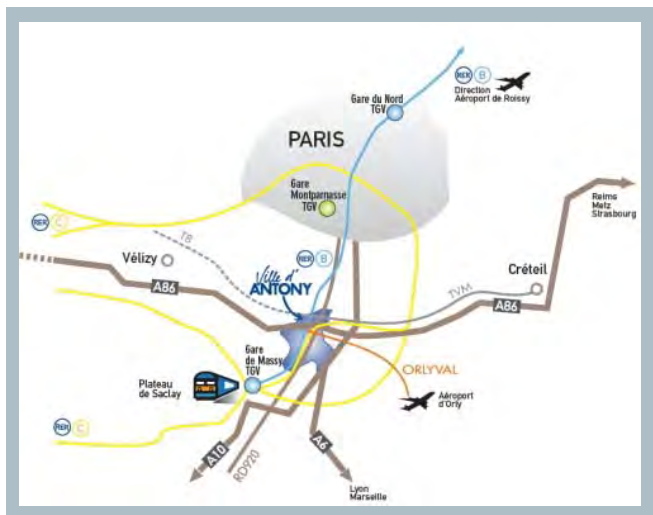 RER B
Direction
Aéroport de Roissy
Gare du Nord
TGV
PARIS
Gare
Montparnasse
TGV
Reims
Metz
Strasbourg
RER C
T8
Vélizy
RER B
Ville d'
ANTONY
Créteil
TVM
A86
A86
Gare
de Massy
TGV
ORLYVAL
Plateau
de Saclay
Aéroport
d'Orly
RER C
A10
RD920
A6
Lyon
Marseille